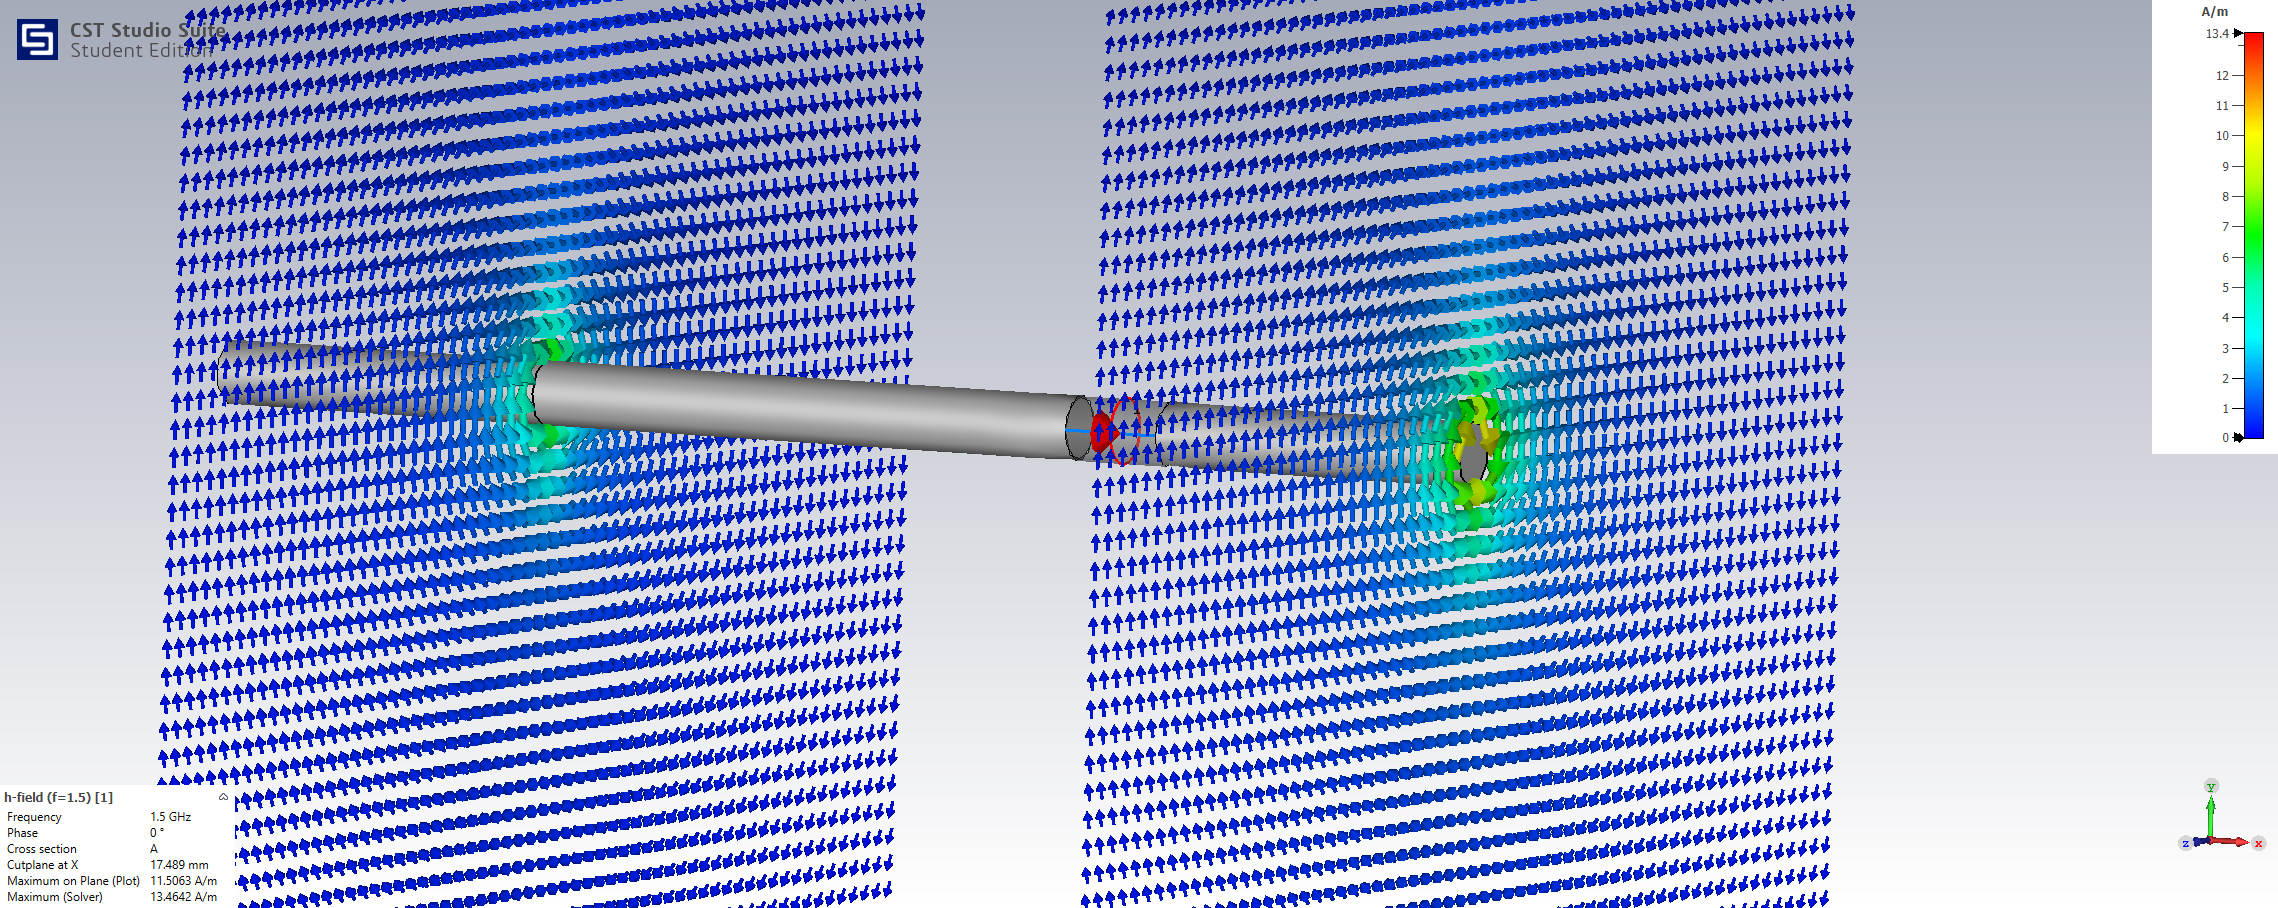 CST Studio Suite
Student Edition
A/m
13.4
12
11
10
9
8
7
6
5
4
3
2
1
0
h-field (f=1.5) [1]
Frequency 1.5 GHz
Phase 0 °
Cross section A
Cutplane at X 17.489 mm
Maximum on Plane (Plot) 11.5063 A/m
Maximum (Solver) 13.4642 A/m
y
z
x